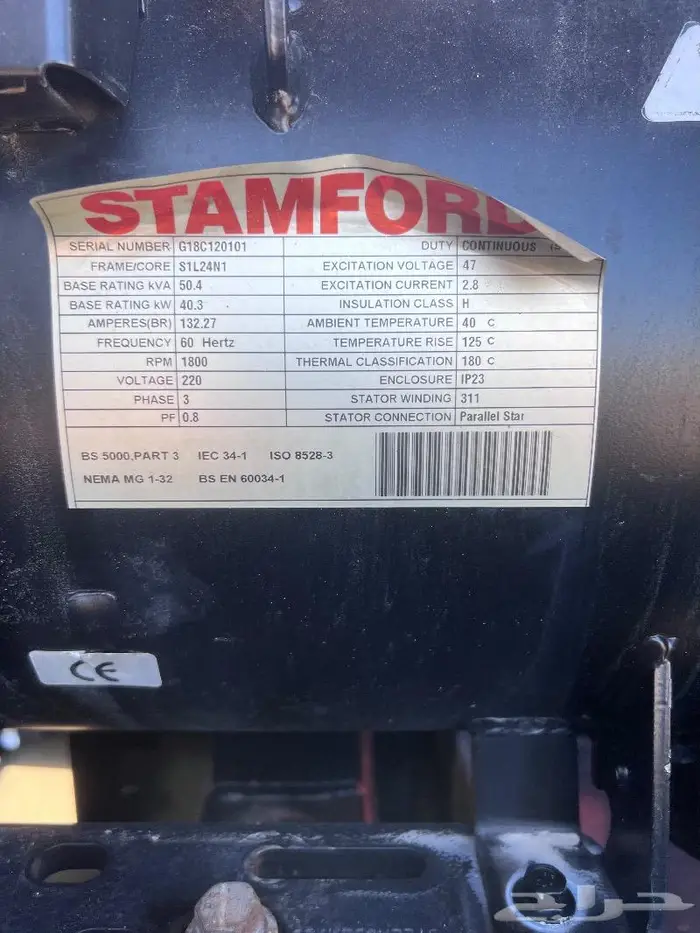 STAMFORD
SERIAL NUMBER G18C120101 DUTY CONTINUOUS (S
FRAME/CORE S1L24N1 EXCITATION VOLTAGE 47
BASE RATING kVA 50.4 EXCITATION CURRENT 2.8
BASE RATING kW 40.3 INSULATION CLASS H
AMPERES(BR) 132.27 AMBIENT TEMPERATURE 40 C
FREQUENCY 60 Hertz TEMPERATURE RISE 125 C
RPM 1800 THERMAL CLASSIFICATION 180 C
VOLTAGE 220 ENCLOSURE IP23
PHASE 3 STATOR WINDING 311
PF 0.8 STATOR CONNECTION Parallel Star
BS 5000,PART 3 IEC 34-1 ISO 8528-3
NEMA MG 1-32 BS EN 60034-1
CE
حراج